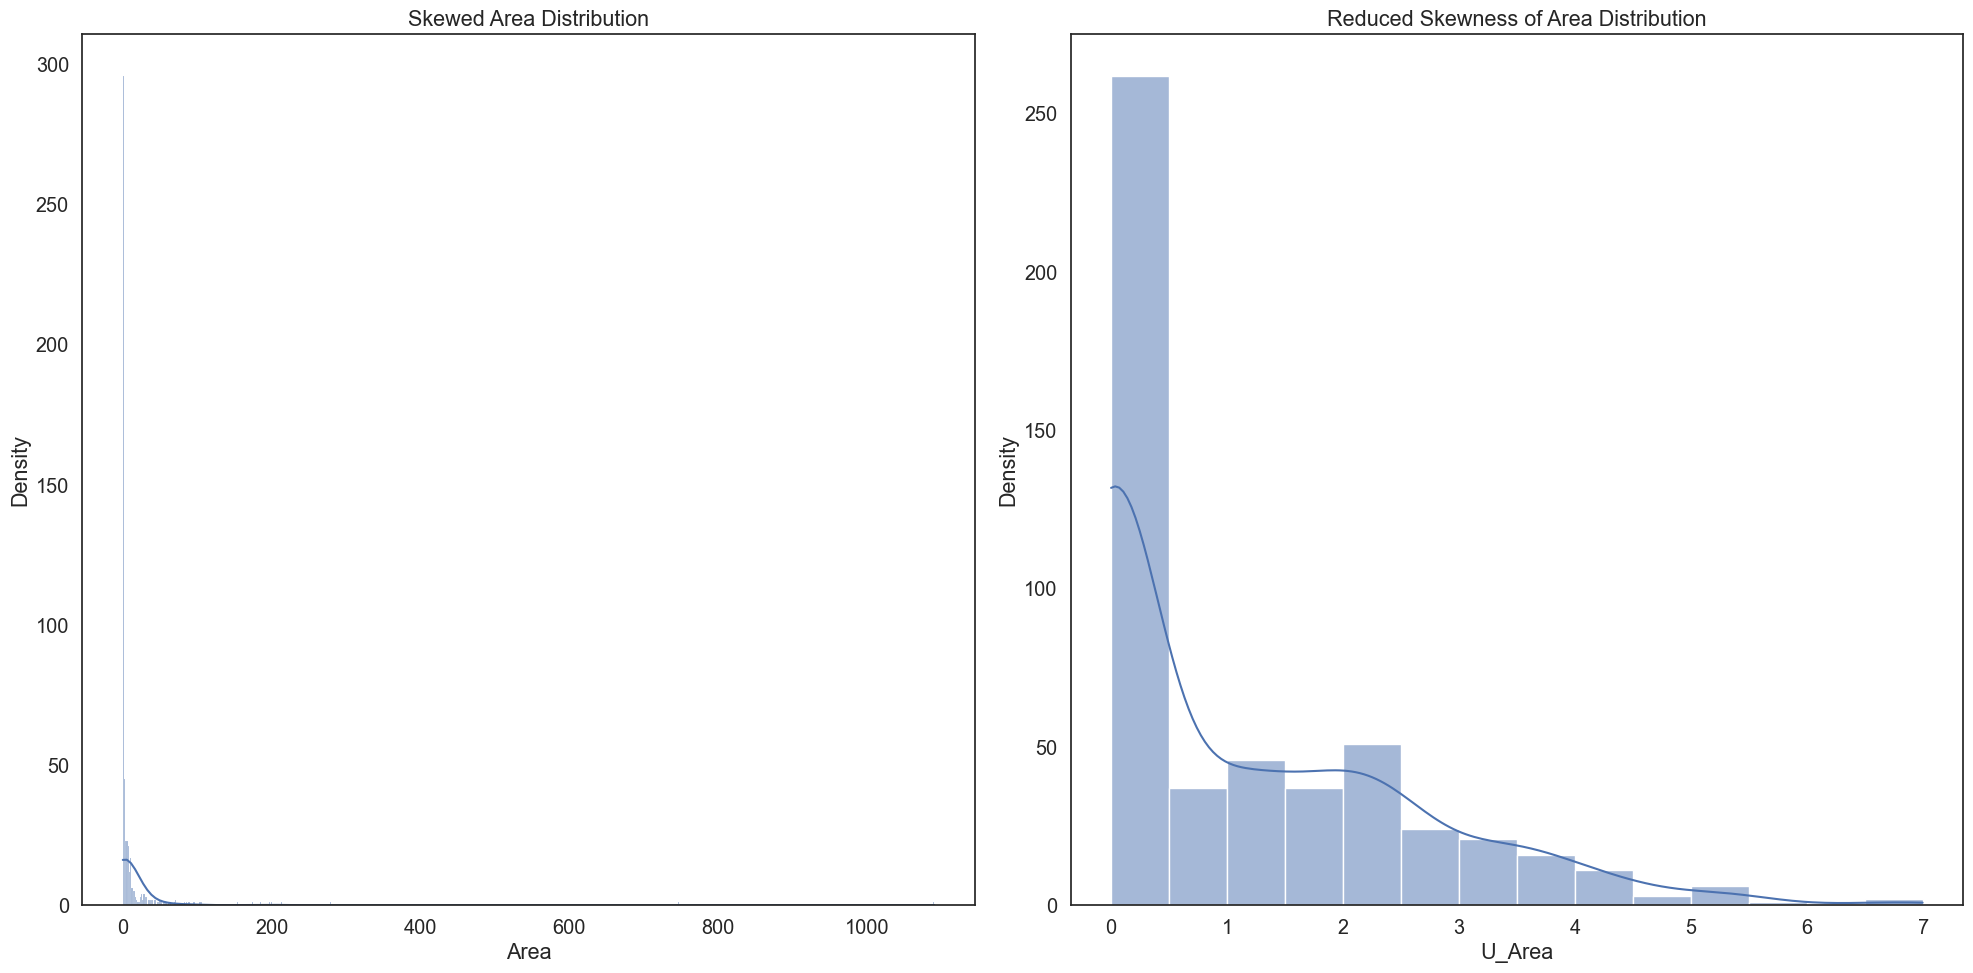 Skewed Area Distribution
300
250
200
150
100
50
0
Density
0 200 400 600 800 1000
Area
Reduced Skewness of Area Distribution
250
200
150
100
50
0
Density
0 1 2 3 4 5 6 7
U_Area